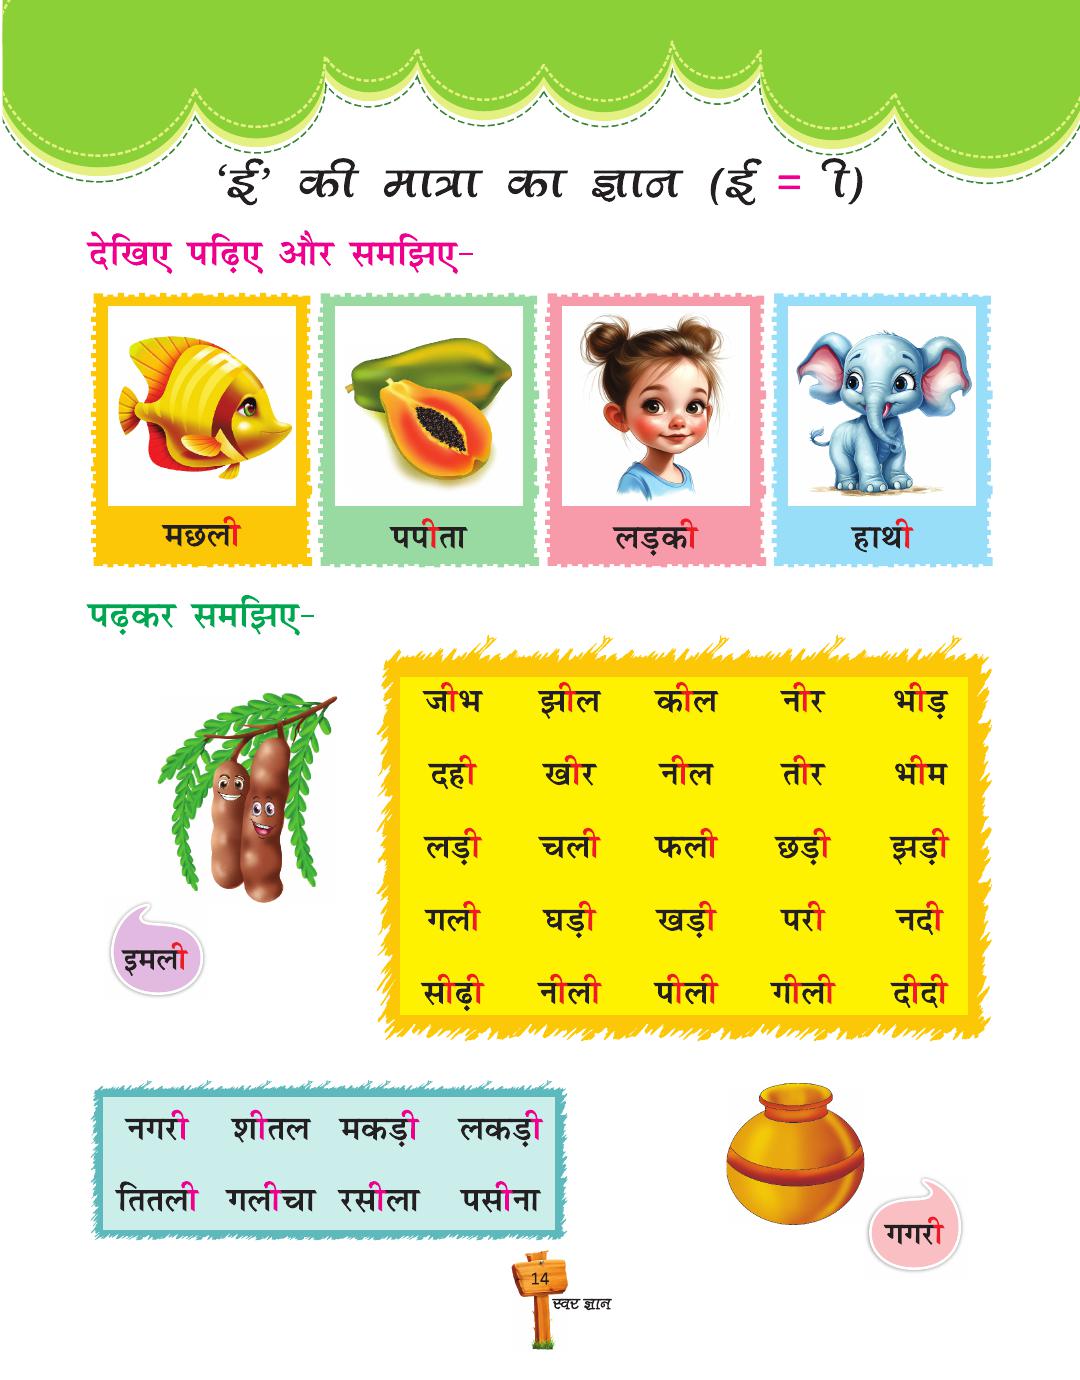 ‘ई’ की मात्रा का ज्ञान (ई = ी)
देखिए पढ़िए और समझिए-
मछली पपीता लड़की हाथी
पढ़कर समझिए-
जीभ झील कील नीर भीड़
दही खीर नील तीर भीम
लड़ी चली फली छड़ी झड़ी
गली घड़ी खड़ी परी नदी
सीढ़ी नीली पीली गीली दीदी
इमली
नगरी शीतल मकड़ी लकड़ी
तितली गलीचा रसीला पसीना
गगरी
14
स्वर ज्ञान